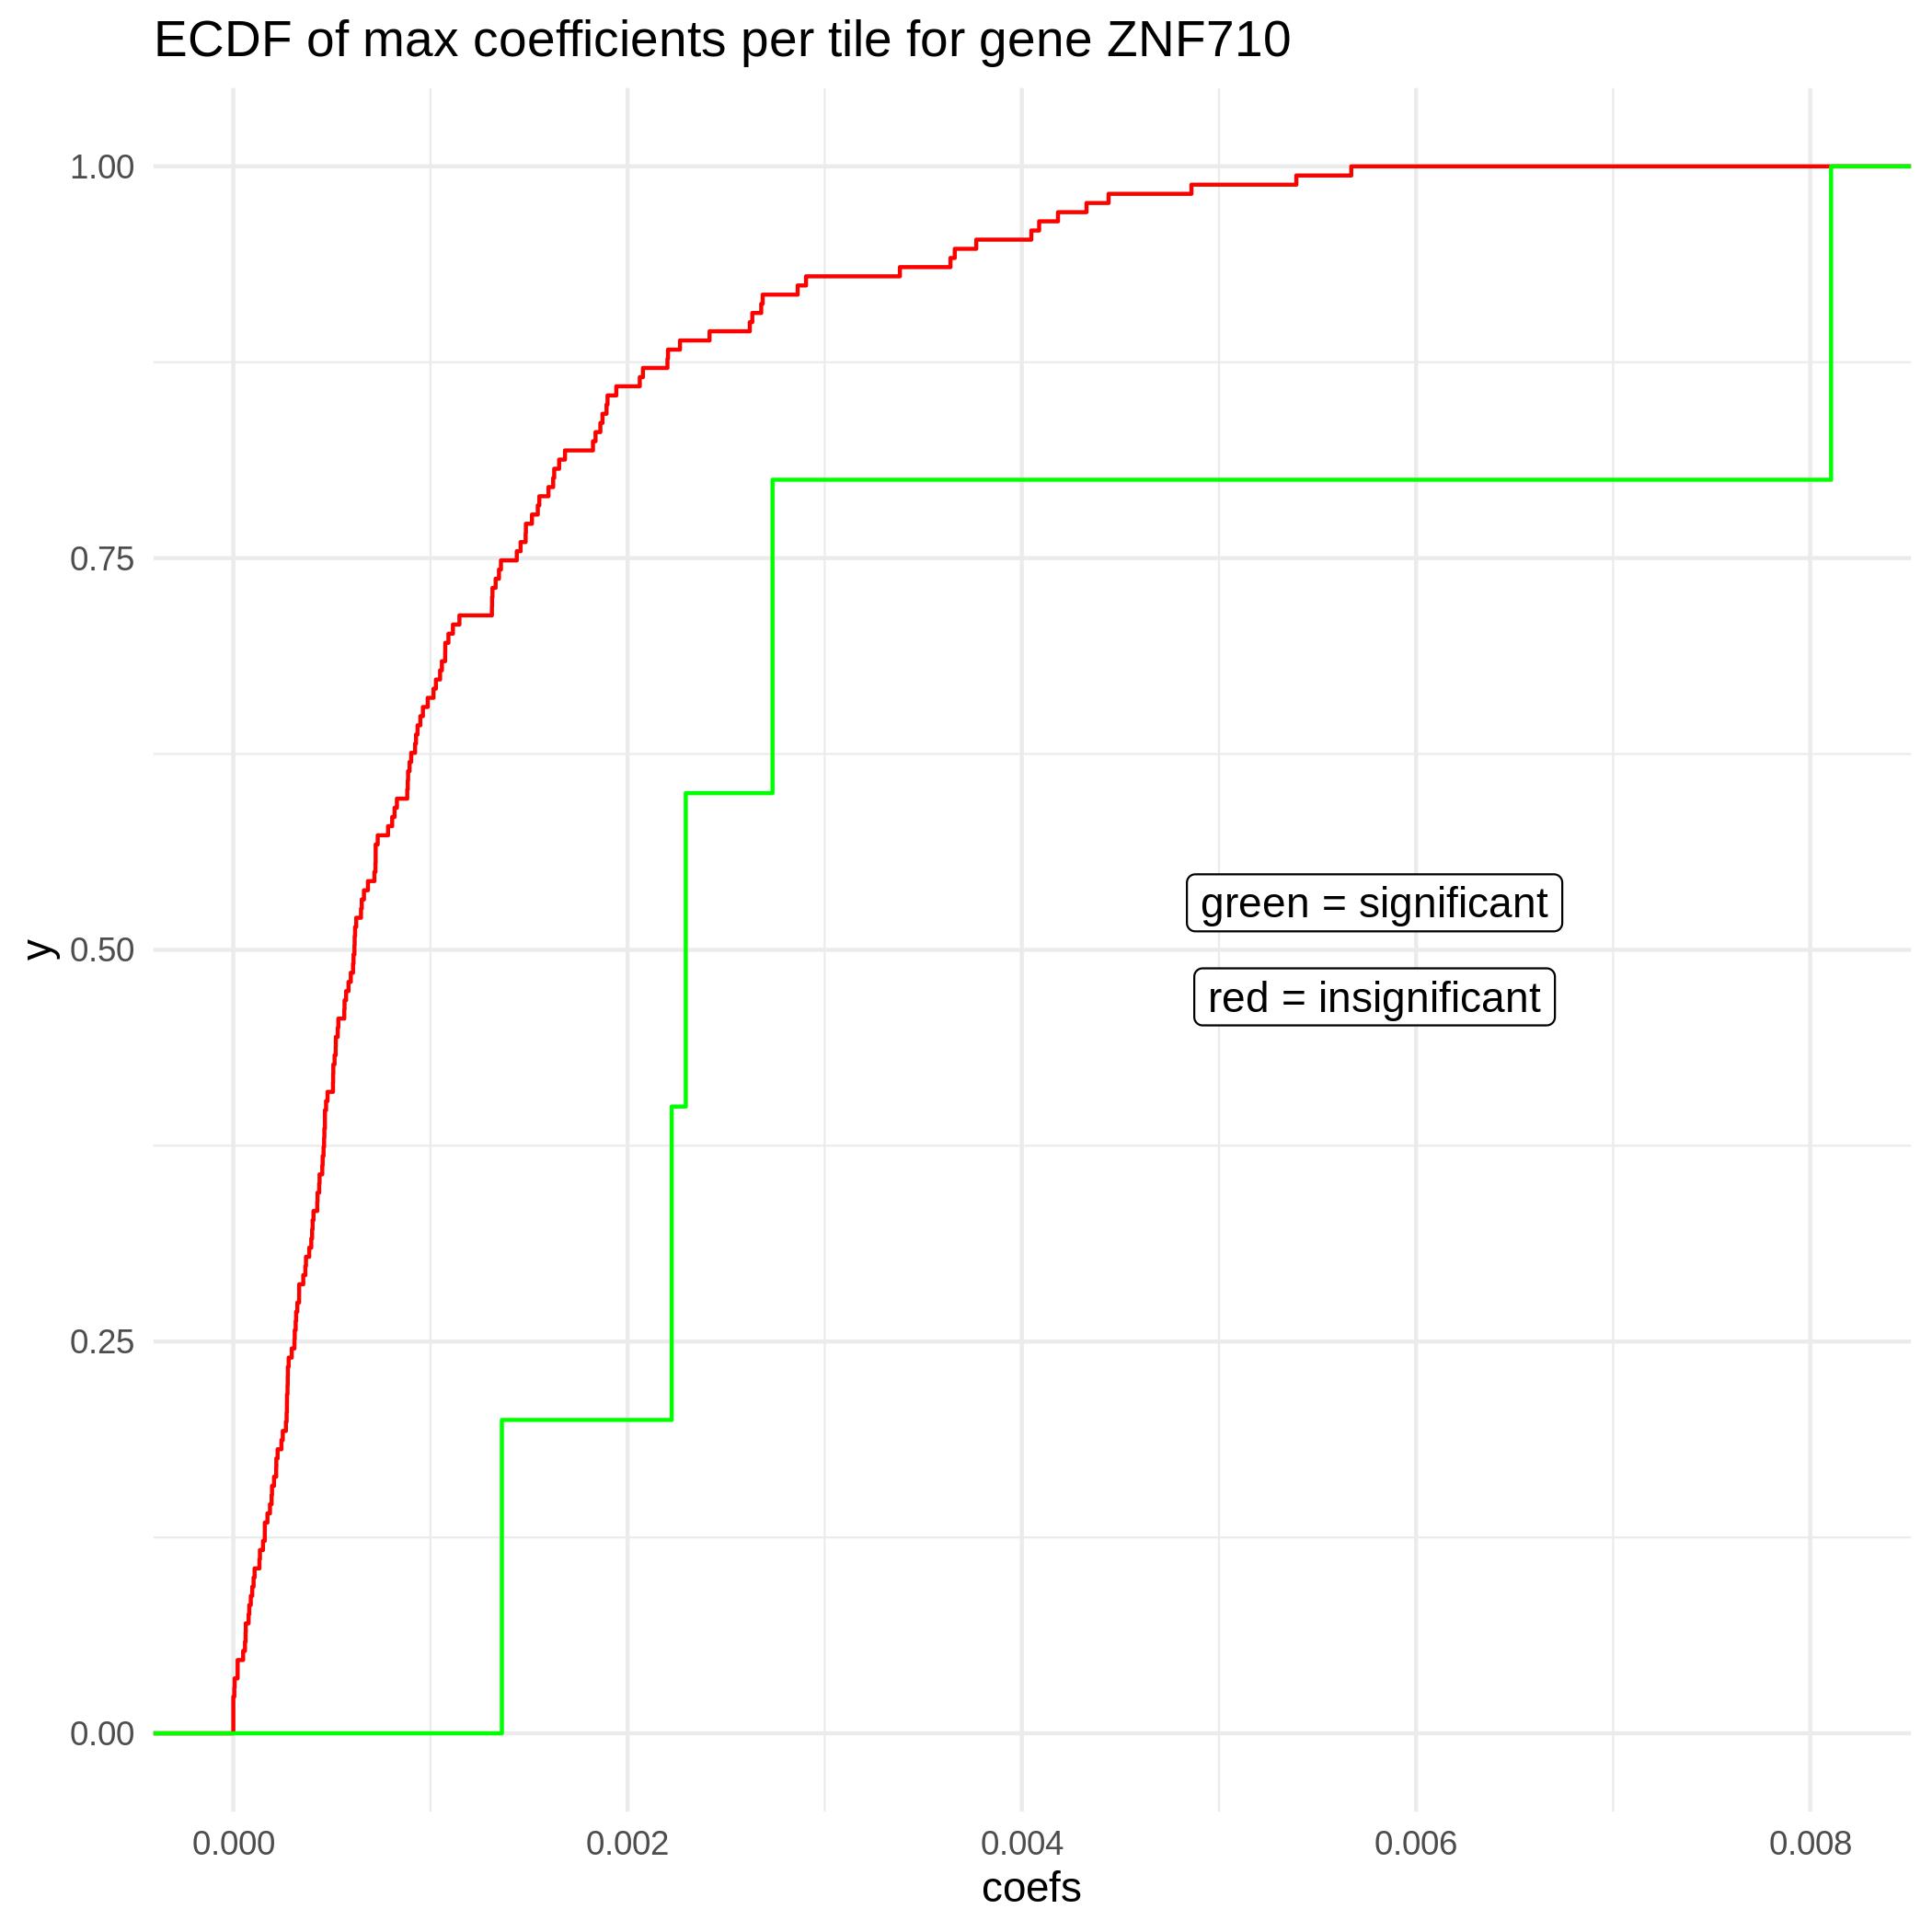 ECDF of max coefficients per tile for gene ZNF710
1.00
0.75
0.50
0.25
0.00
y
green = significant
red = insignificant
0.000 0.002 0.004 0.006 0.008
coefs